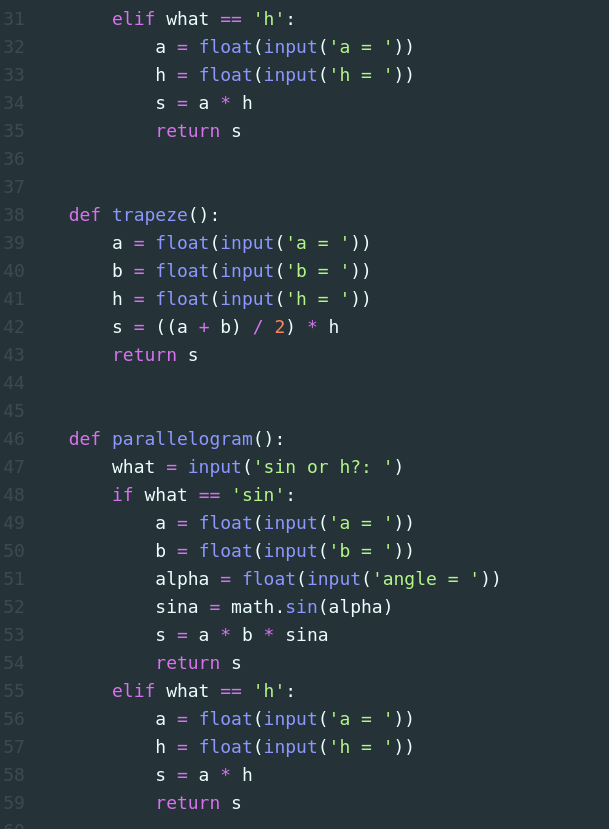 31        elif what == 'h':
32            a = float(input('a = '))
33            h = float(input('h = '))
34            s = a * h
35            return s
36
37
38    def trapeze():
39        a = float(input('a = '))
40        b = float(input('b = '))
41        h = float(input('h = '))
42        s = ((a + b) / 2) * h
43        return s
44
45
46    def parallelogram():
47        what = input('sin or h?: ')
48        if what == 'sin':
49            a = float(input('a = '))
50            b = float(input('b = '))
51            alpha = float(input('angle = '))
52            sina = math.sin(alpha)
53            s = a * b * sina
54            return s
55        elif what == 'h':
56            a = float(input('a = '))
57            h = float(input('h = '))
58            s = a * h
59            return s